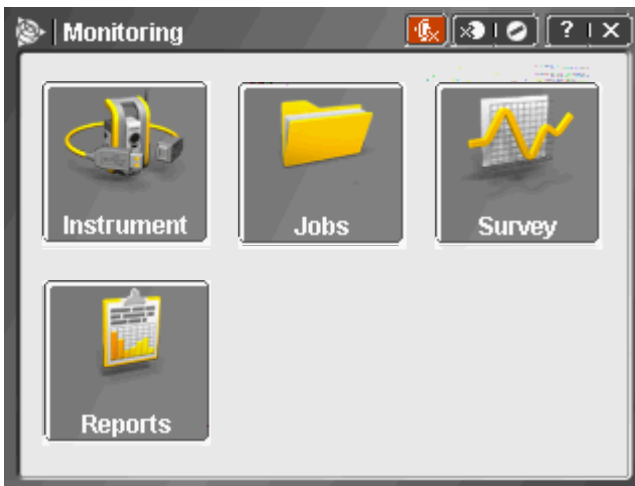 Monitoring
? X
Instrument
Jobs
Survey
Reports